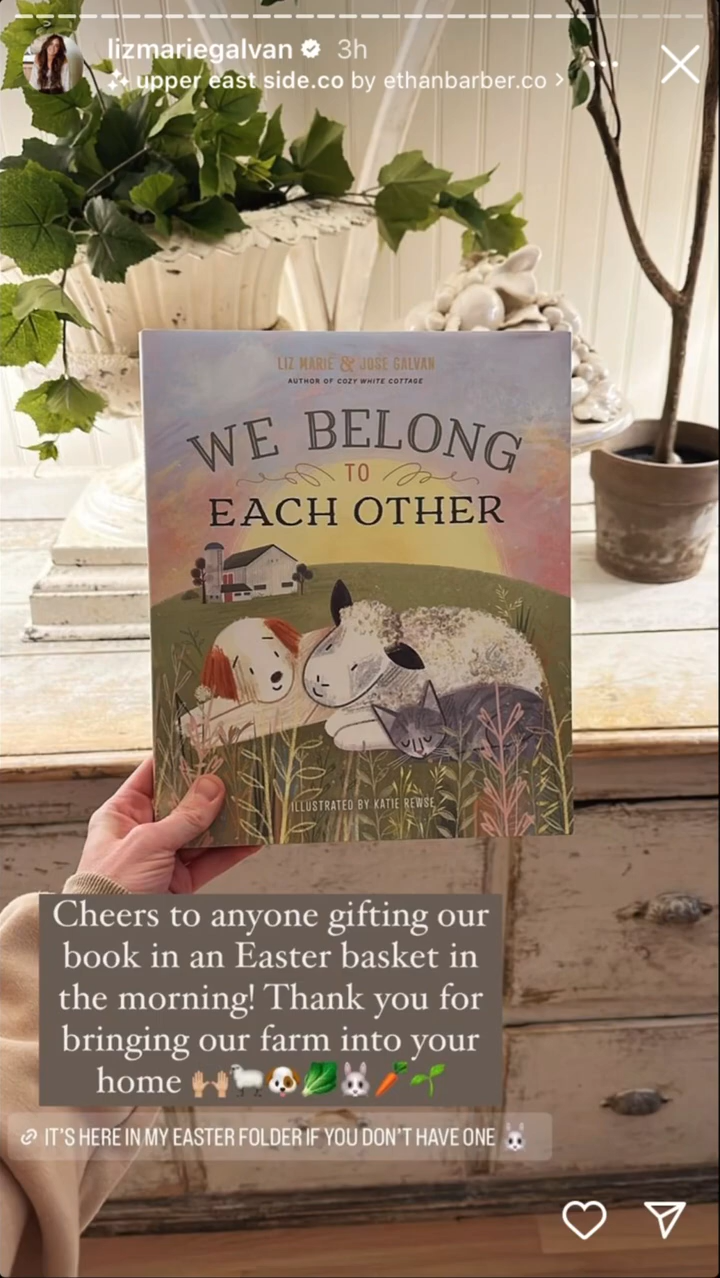 lizmariegalvan 3h
upper east side.co by ethanbarber.co >
LIZ MARIE & JOSE GALVAN
AUTHOR OF COZY WHITE COTTAGE
WE BELONG
TO
EACH OTHER
ILLUSTRATED BY KATIE REWSE
Cheers to anyone gifting our
book in an Easter basket in
the morning! Thank you for
bringing our farm into your
home 🙌🏼🐑🐶🥬🐰🥕🌱
IT'S HERE IN MY EASTER FOLDER IF YOU DON'T HAVE ONE 🐰